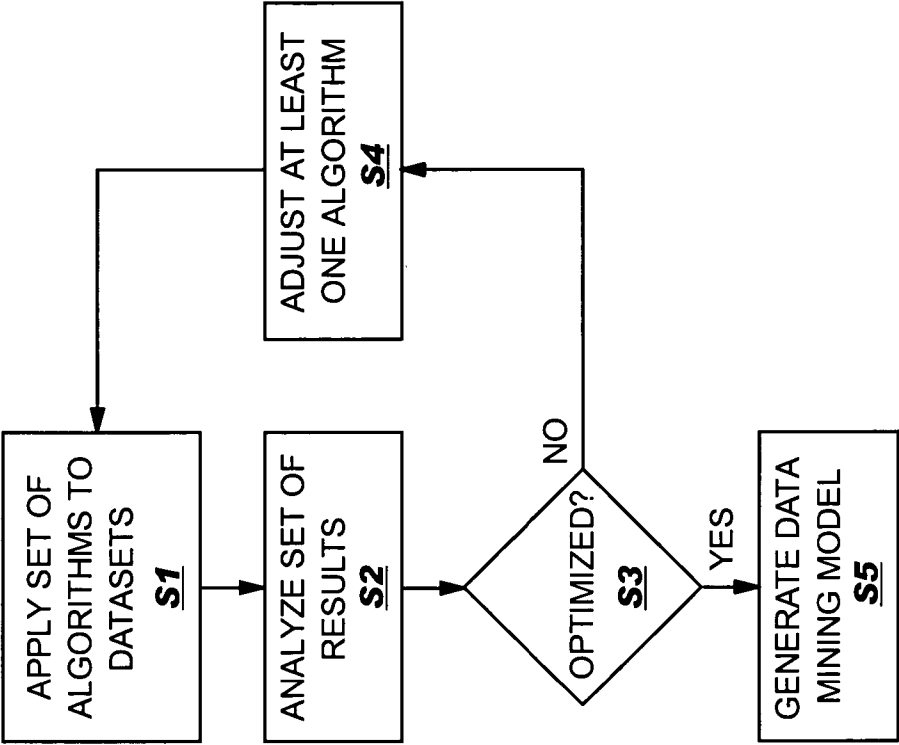 APPLY SET OF
ALGORITHMS TO
DATASETS
S1
ANALYZE SET OF
RESULTS
S2
OPTIMIZED?
S3
NO
YES
ADJUST AT LEAST
ONE ALGORITHM
S4
GENERATE DATA
MINING MODEL
S5